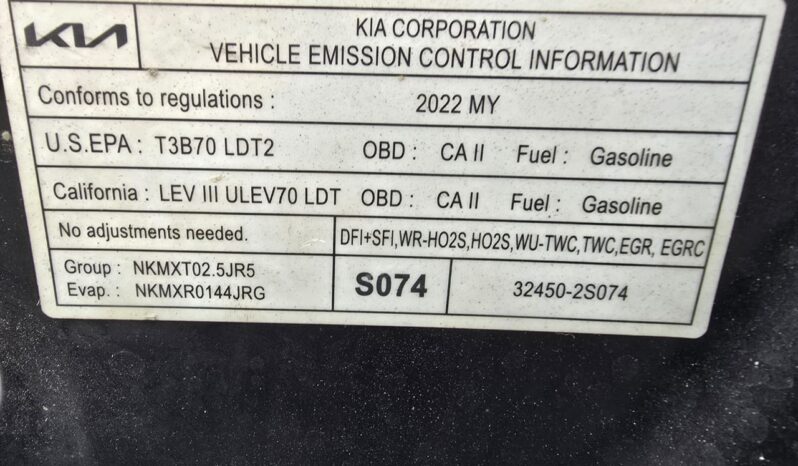 KIA
KIA CORPORATION
VEHICLE EMISSION CONTROL INFORMATION
Conforms to regulations : 2022 MY
U.S.EPA : T3B70 LDT2 OBD : CA II Fuel : Gasoline
California : LEV III ULEV70 LDT OBD : CA II Fuel : Gasoline
No adjustments needed. DFI+SFI,WR-HO2S,HO2S,WU-TWC,TWC,EGR, EGRC
Group : NKMXT02.5JR5
Evap. : NKMXR0144JRG
S074
32450-2S074